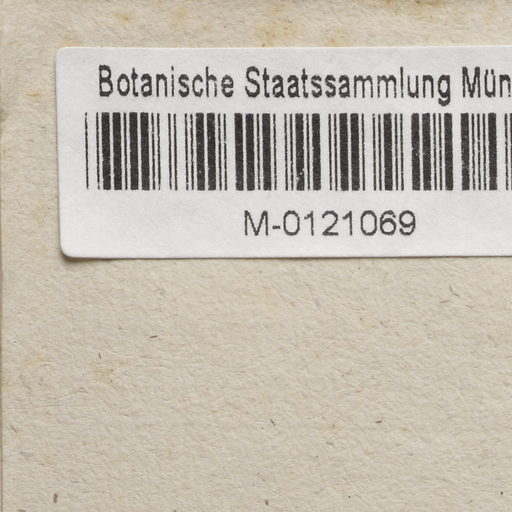 Botanische Staatssammlung Mün
M-0121069